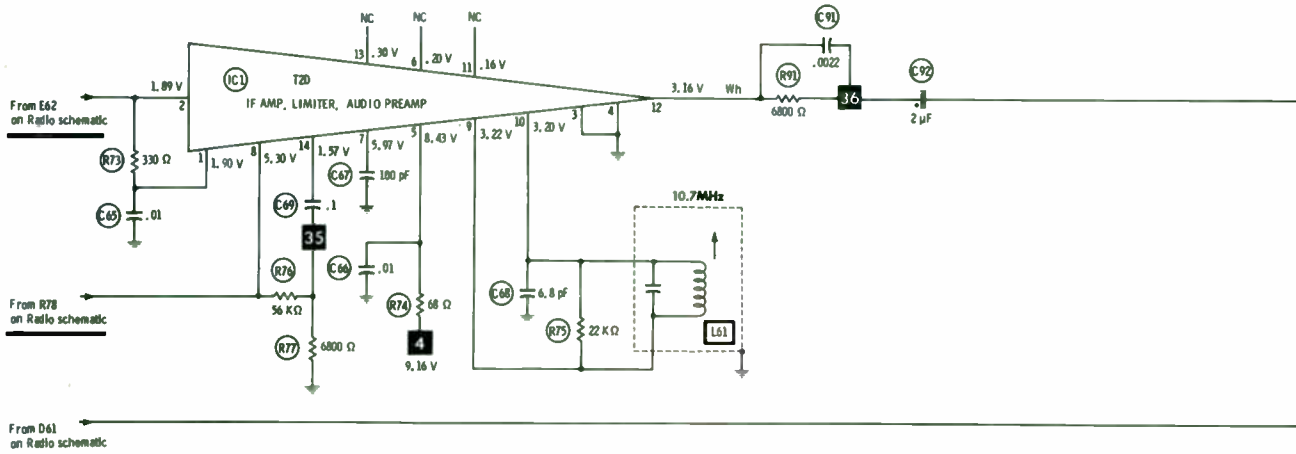 NC
NC
NC
C91
13
.30 V
6
.20 V
11
.16 V
.0022
IC1
T2D
R91
C92
1.89 V
3.16 V
Wh
36
From E62
on Radio schematic
2
IF AMP, LIMITER, AUDIO PREAMP
12
6800 Ω
2 µF
4
3
10
9
5
7
14
8
1
3.20 V
3.22 V
8.43 V
5.97 V
1.57 V
5.30 V
1.90 V
R73
330 Ω
C67
180 pF
C65
.01
C69
.1
10.7MHz
35
C66
.01
R76
C68
6.8 pF
From R78
on Radio schematic
56 KΩ
R74
68 Ω
R75
22 KΩ
L61
R77
6800 Ω
4
9.16 V
From D61
on Radio schematic